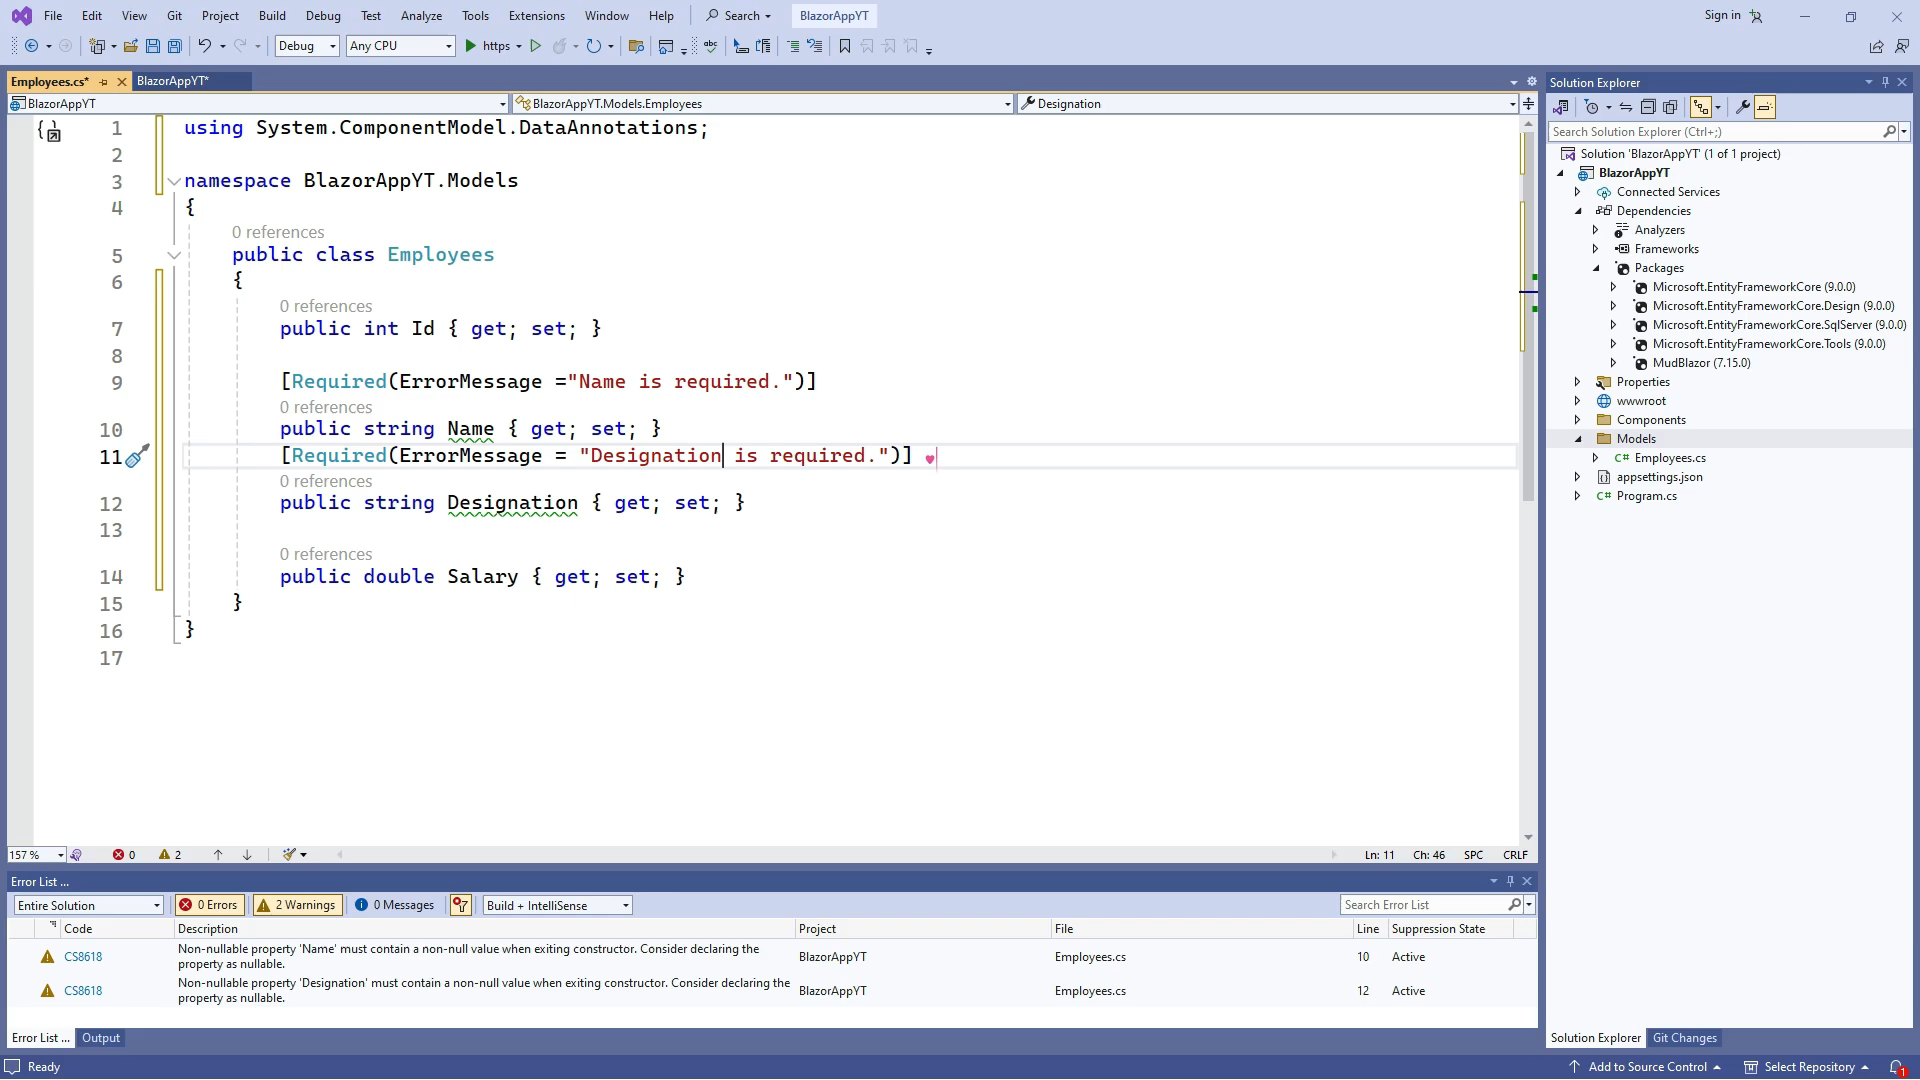 File Edit View Git Project Build Debug Test Analyze Tools Extensions Window Help Search BlazorAppYT Sign in
Debug Any CPU https
Employees.cs* BlazorAppYT*
BlazorAppYT BlazorAppYT.Models.Employees Designation
1 using System.ComponentModel.DataAnnotations;
2
3 namespace BlazorAppYT.Models
4 {
0 references
5 public class Employees
6 {
0 references
7 public int Id { get; set; }
8
9 [Required(ErrorMessage ="Name is required.")]
0 references
10 public string Name { get; set; }
11 [Required(ErrorMessage = "Designation is required.")]
0 references
12 public string Designation { get; set; }
13
0 references
14 public double Salary { get; set; }
15 }
16 }
17
157 % 0 2 Ln: 11 Ch: 46 SPC CRLF
Error List ...
Entire Solution 0 Errors 2 Warnings 0 Messages Build + IntelliSense Search Error List
Code Description Project File Line Suppression State
CS8618 Non-nullable property 'Name' must contain a non-null value when exiting constructor. Consider declaring the property as nullable. BlazorAppYT Employees.cs 10 Active
CS8618 Non-nullable property 'Designation' must contain a non-null value when exiting constructor. Consider declaring the property as nullable. BlazorAppYT Employees.cs 12 Active
Error List ... Output
Solution Explorer
Search Solution Explorer (Ctrl+;)
Solution 'BlazorAppYT' (1 of 1 project)
BlazorAppYT
Connected Services
Dependencies
Analyzers
Frameworks
Packages
Microsoft.EntityFrameworkCore (9.0.0)
Microsoft.EntityFrameworkCore.Design (9.0.0)
Microsoft.EntityFrameworkCore.SqlServer (9.0.0)
Microsoft.EntityFrameworkCore.Tools (9.0.0)
MudBlazor (7.15.0)
Properties
wwwroot
Components
Models
C# Employees.cs
appsettings.json
C# Program.cs
Solution Explorer Git Changes
Ready Add to Source Control Select Repository 1